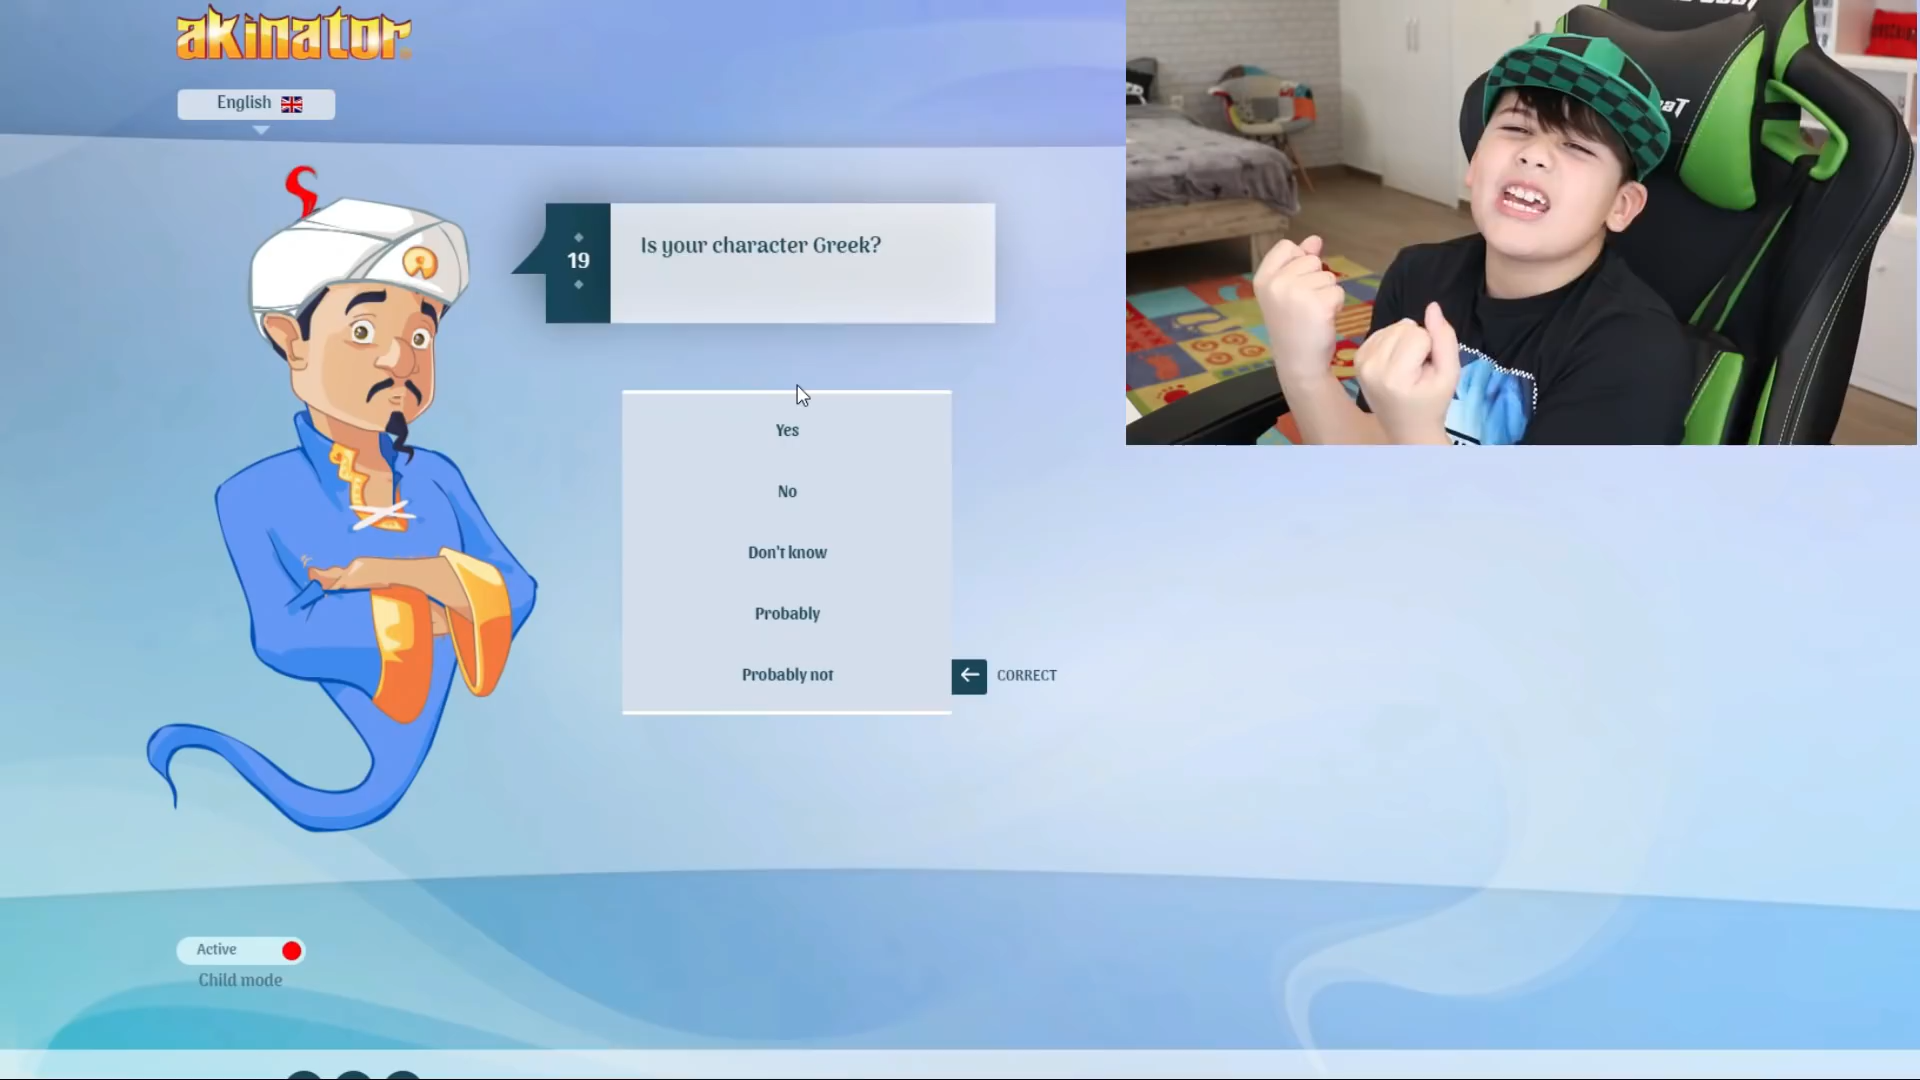 akinator
English
19
Is your character Greek?
Yes
No
Don't know
Probably
Probably not
CORRECT
Active
Child mode